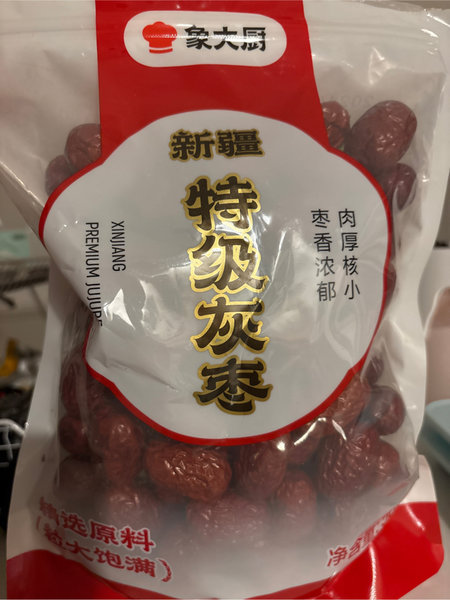 象大厨
新疆
特级灰枣
肉厚核小
枣香浓郁
XINJIANG
PREMIUM JUJUBE
精选原料
(粒大饱满)
净含